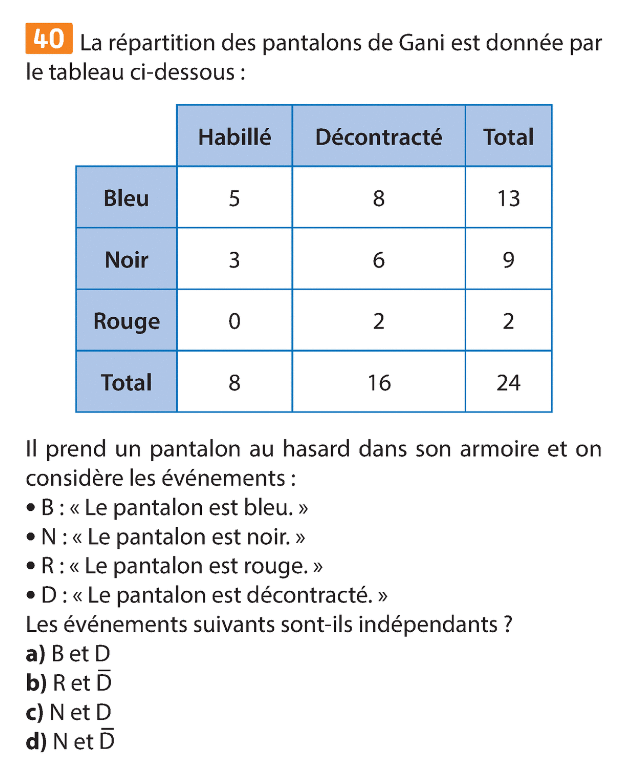 40 La répartition des pantalons de Gani est donnée par
le tableau ci-dessous :
Habillé Décontracté Total
Bleu 5 8 13
Noir 3 6 9
Rouge 0 2 2
Total 8 16 24
Il prend un pantalon au hasard dans son armoire et on
considère les événements :
• B : « Le pantalon est bleu. »
• N : « Le pantalon est noir. »
• R : « Le pantalon est rouge. »
• D : « Le pantalon est décontracté. »
Les événements suivants sont-ils indépendants ?
a) B et D
b) R et D̅
c) N et D
d) N et D̅